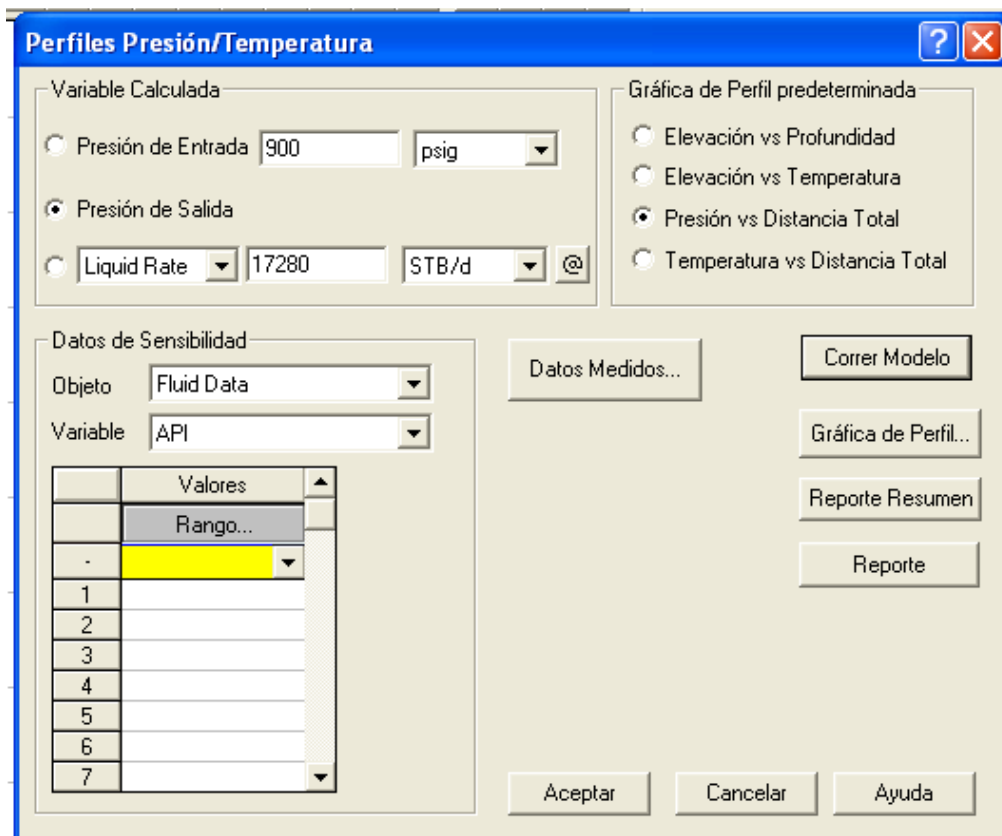 Perfiles Presión/Temperatura
Variable Calculada
Presión de Entrada 900 psig
Presión de Salida
Liquid Rate 17280 STB/d @
Gráfica de Perfil predeterminada
Elevación vs Profundidad
Elevación vs Temperatura
Presión vs Distancia Total
Temperatura vs Distancia Total
Datos de Sensibilidad
Objeto Fluid Data
Variable API
Valores
Rango...
-
1
2
3
4
5
6
7
Datos Medidos...
Correr Modelo
Gráfica de Perfil...
Reporte Resumen
Reporte
Aceptar Cancelar Ayuda